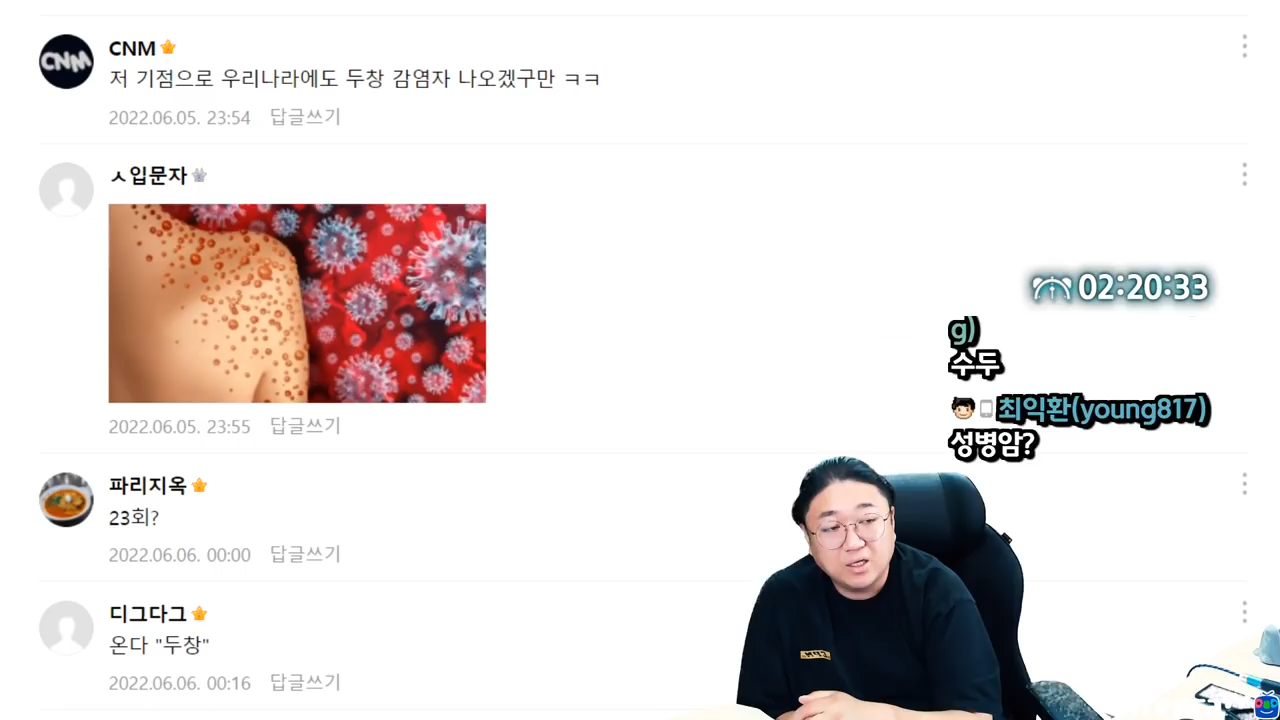 CNM
CNM
저 기점으로 우리나라에도 두창 감염자 나오겠구만 ㅋㅋ
2022.06.05. 23:54 답글쓰기
ㅅ입문자
2022.06.05. 23:55 답글쓰기
02:20:33
g)
수두
최익환(young817)
성병암?
파리지옥
23회?
2022.06.06. 00:00 답글쓰기
디그다그
온다 "두창"
2022.06.06. 00:16 답글쓰기